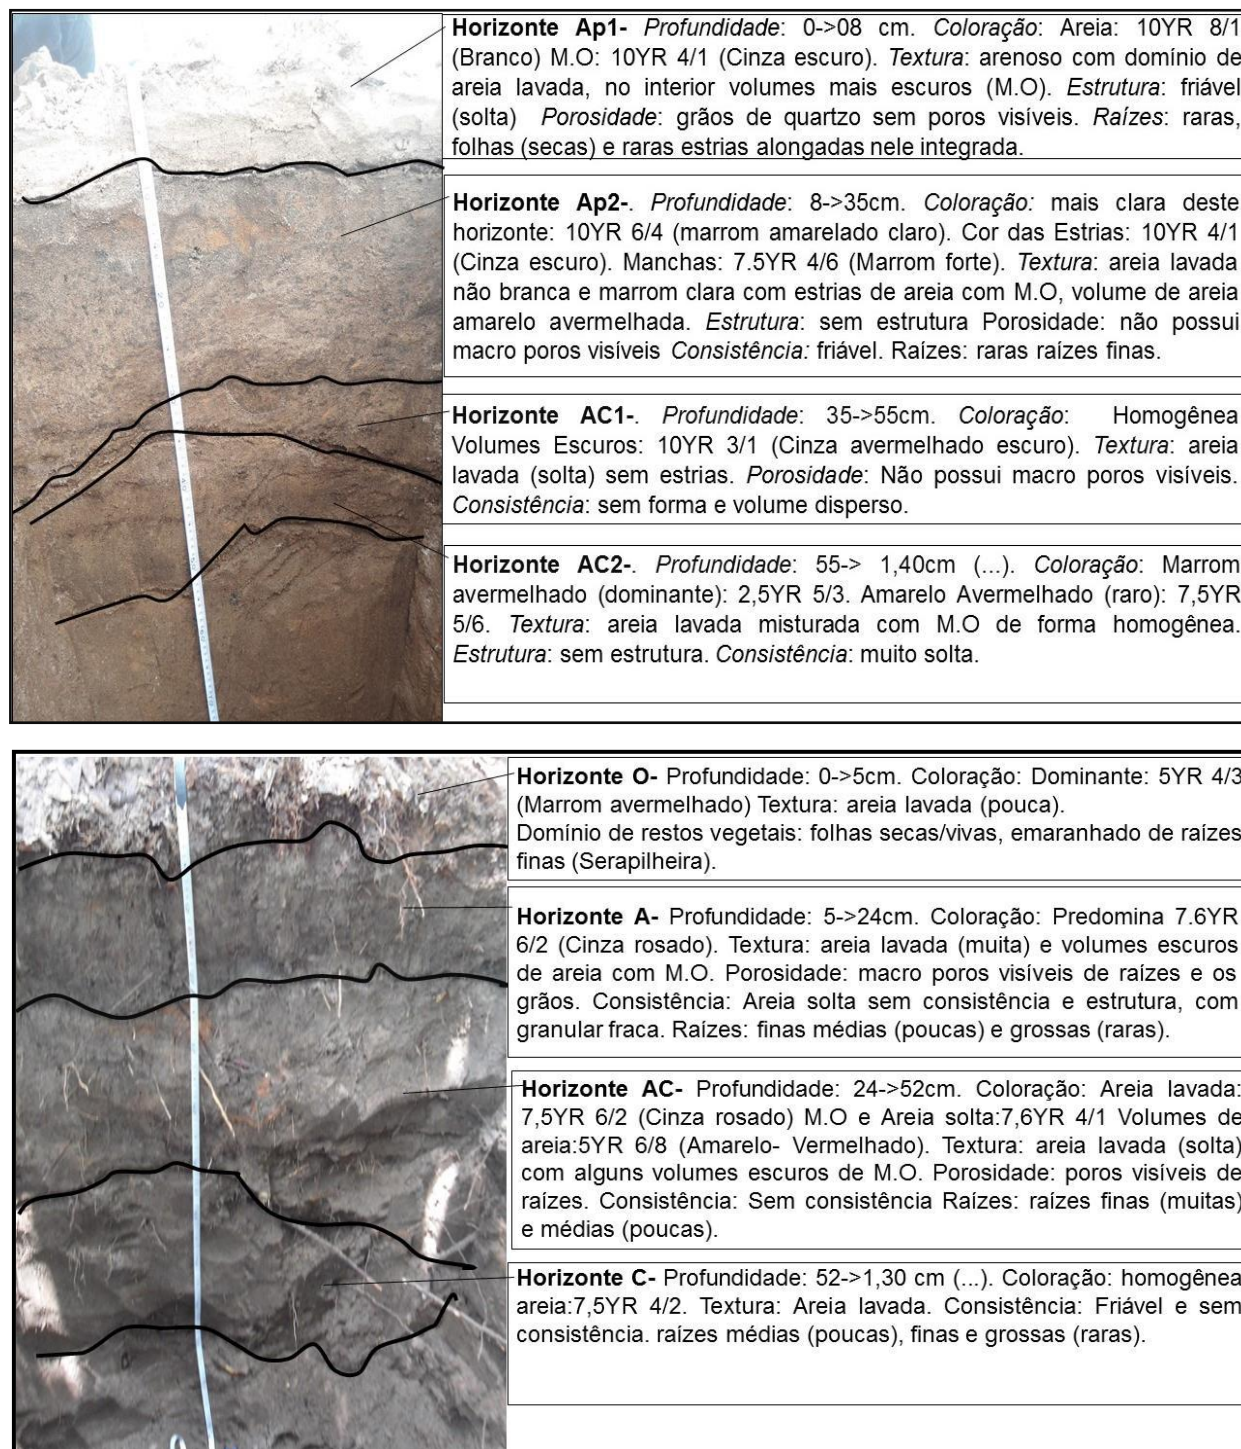 Horizonte Ap1- Profundidade: 0->08 cm. Coloração: Areia: 10YR 8/1
(Branco) M.O: 10YR 4/1 (Cinza escuro). Textura: arenoso com domínio de
areia lavada, no interior volumes mais escuros (M.O). Estrutura: friável
(solta) Porosidade: grãos de quartzo sem poros visíveis. Raízes: raras,
folhas (secas) e raras estrias alongadas nele integrada.
Horizonte Ap2-. Profundidade: 8->35cm. Coloração: mais clara deste
horizonte: 10YR 6/4 (marrom amarelado claro). Cor das Estrias: 10YR 4/1
(Cinza escuro). Manchas: 7.5YR 4/6 (Marrom forte). Textura: areia lavada
não branca e marrom clara com estrias de areia com M.O, volume de areia
amarelo avermelhada. Estrutura: sem estrutura Porosidade: não possui
macro poros visíveis Consistência: friável. Raízes: raras raízes finas.
Horizonte AC1-. Profundidade: 35->55cm. Coloração: Homogênea
Volumes Escuros: 10YR 3/1 (Cinza avermelhado escuro). Textura: areia
lavada (solta) sem estrias. Porosidade: Não possui macro poros visíveis.
Consistência: sem forma e volume disperso.
Horizonte AC2-. Profundidade: 55-> 1,40cm (...). Coloração: Marrom
avermelhado (dominante): 2,5YR 5/3. Amarelo Avermelhado (raro): 7,5YR
5/6. Textura: areia lavada misturada com M.O de forma homogênea.
Estrutura: sem estrutura. Consistência: muito solta.
Horizonte O- Profundidade: 0->5cm. Coloração: Dominante: 5YR 4/3
(Marrom avermelhado) Textura: areia lavada (pouca).
Domínio de restos vegetais: folhas secas/vivas, emaranhado de raízes
finas (Serapilheira).
Horizonte A- Profundidade: 5->24cm. Coloração: Predomina 7.6YR
6/2 (Cinza rosado). Textura: areia lavada (muita) e volumes escuros
de areia com M.O. Porosidade: macro poros visíveis de raízes e os
grãos. Consistência: Areia solta sem consistência e estrutura, com
granular fraca. Raízes: finas médias (poucas) e grossas (raras).
Horizonte AC- Profundidade: 24->52cm. Coloração: Areia lavada:
7,5YR 6/2 (Cinza rosado) M.O e Areia solta:7,6YR 4/1 Volumes de
areia:5YR 6/8 (Amarelo- Vermelhado). Textura: areia lavada (solta)
com alguns volumes escuros de M.O. Porosidade: poros visíveis de
raízes. Consistência: Sem consistência Raízes: raízes finas (muitas)
e médias (poucas).
Horizonte C- Profundidade: 52->1,30 cm (...). Coloração: homogênea
areia:7,5YR 4/2. Textura: Areia lavada. Consistência: Friável e sem
consistência. raízes médias (poucas), finas e grossas (raras).